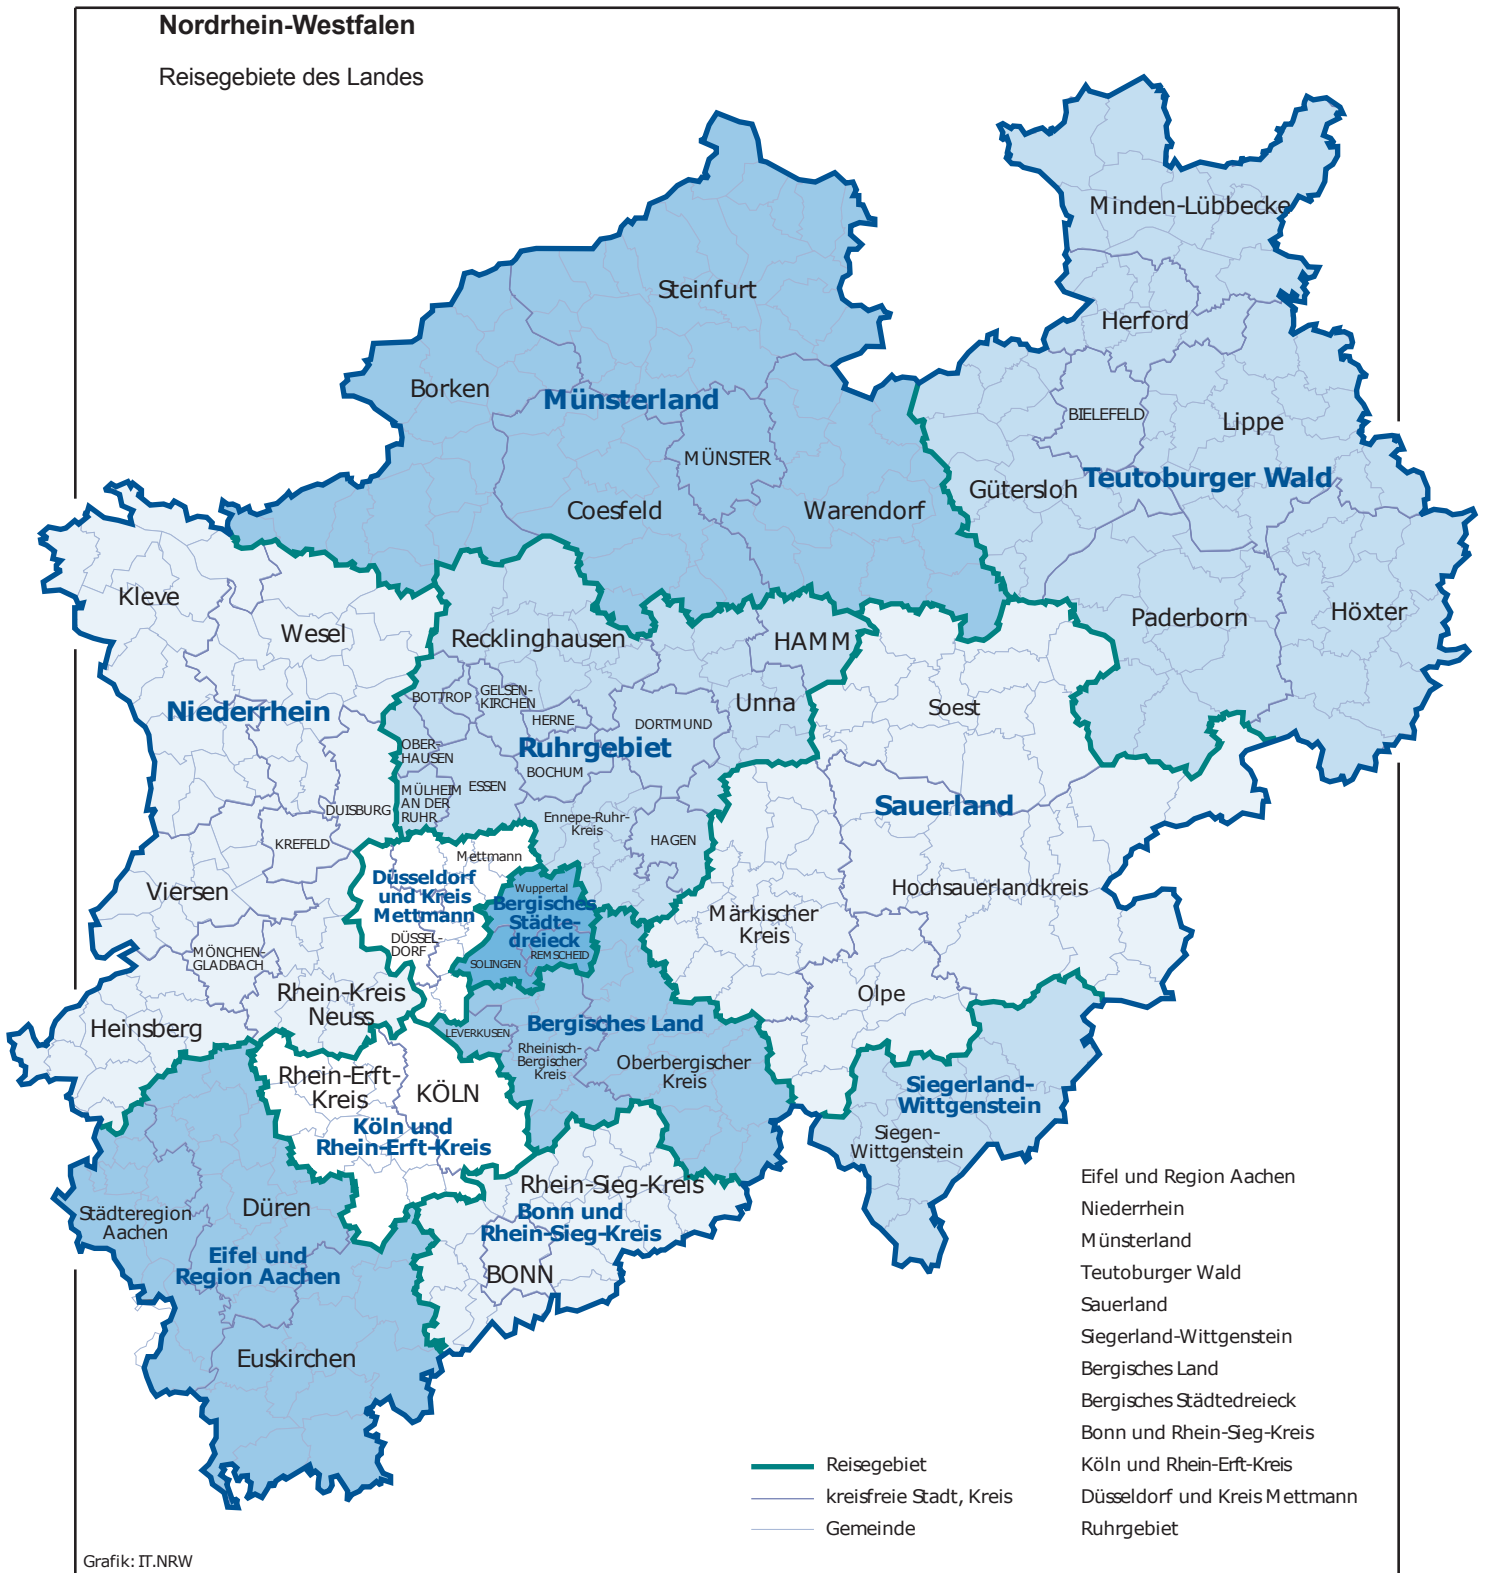 Nordrhein-Westfalen
Reisegebiete des Landes
Minden-Lübbecke
Steinfurt
Herford
Borken
Münsterland
BIELEFELD
Lippe
MÜNSTER
Teutoburger Wald
Gütersloh
Coesfeld
Warendorf
Kleve
Wesel
Recklinghausen
HAMM
Paderborn
Höxter
Niederrhein
BOTTROP
GELSEN-
KIRCHEN
HERNE
DORTMUND
Unna
Soest
OBER-
HAUSEN
Ruhrgebiet
BOCHUM
MÜLHEIM
AN DER
RUHR
ESSEN
DUISBURG
Ennepe-Ruhr-
Kreis
HAGEN
Sauerland
KREFELD
Mettmann
Düsseldorf
und Kreis
Mettmann
Viersen
Wuppertal
Bergisches
Städte-
dreieck
Hochsauerlandkreis
Märkischer
Kreis
DÜSSEL-
DORF
MÖNCHEN-
GLADBACH
SOLINGEN
REMSCHEID
Rhein-Kreis
Neuss
Olpe
Heinsberg
LEVERKUSEN
Bergisches Land
Rheinisch-
Bergischer
Kreis
Oberbergischer
Kreis
Rhein-Erft-
Kreis
KÖLN
Köln und
Rhein-Erft-Kreis
Siegerland-
Wittgenstein
Siegen-
Wittgenstein
Rhein-Sieg-Kreis
Bonn und
Rhein-Sieg-Kreis
BONN
Städteregion
Aachen
Düren
Eifel und
Region Aachen
Euskirchen
Eifel und Region Aachen
Niederrhein
Münsterland
Teutoburger Wald
Sauerland
Siegerland-Wittgenstein
Bergisches Land
Bergisches Städtedreieck
Bonn und Rhein-Sieg-Kreis
Köln und Rhein-Erft-Kreis
Düsseldorf und Kreis Mettmann
Ruhrgebiet
Reisegebiet
kreisfreie Stadt, Kreis
Gemeinde
Grafik: IT.NRW